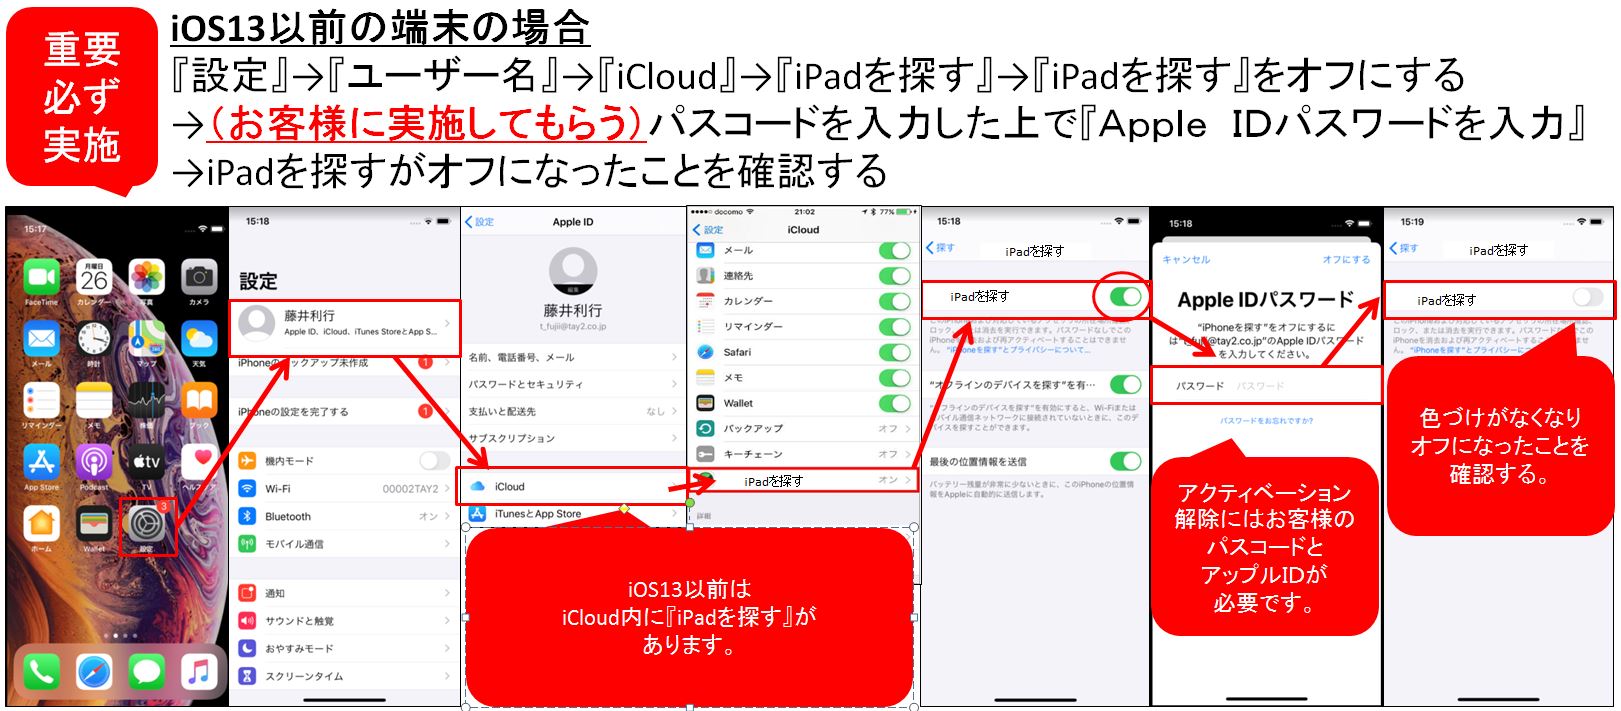 重要
必ず
実施
iOS13以前の端末の場合
『設定』→『ユーザー名』→『iCloud』→『iPadを探す』→『iPadを探す』をオフにする
→（お客様に実施してもらう）パスコードを入力した上で『Apple　IDパスワードを入力』
→iPadを探すがオフになったことを確認する
15:17
FaceTime
月曜日
26
カレンダー
写真
カメラ
メール
時計
マップ
天気
リマインダー
メモ
株価
ブック
App Store
Podcast
tv
TV
ヘルスケア
ホーム
Wallet
3
設定
15:18
設定
藤井利行
Apple ID、iCloud、iTunes StoreとApp S...
iPhoneのバックアップ未作成
1
iPhoneの設定を完了する
1
機内モード
Wi-Fi
00002TAY2
Bluetooth
オン
モバイル通信
通知
サウンドと触覚
おやすみモード
スクリーンタイム
設定
Apple ID
編集
藤井利行
t_fujii@tay2.co.jp
名前、電話番号、メール
パスワードとセキュリティ
支払いと配送先
なし
サブスクリプション
iCloud
iTunesとApp Store
iOS13以前は
iCloud内に『iPadを探す』が
あります。
docomo
21:02
77%
設定
iCloud
メール
連絡先
カレンダー
リマインダー
Safari
メモ
Wallet
バックアップ
オフ
キーチェーン
オフ
iPadを探す
オン
詳細
15:18
探す
iPadを探す
iPadを探す
ロック、または消去を実行できます。パスワードなしでこの
iPhoneを消去および再アクティベートすることはできませ
ん。 “iPhoneを探す”とプライバシーについて...
“オフラインのデバイスを探す”を有…
“オフラインのデバイスを探す”を有効にすると、Wi-Fiまたは
モバイル通信ネットワークに接続されていないときに、このデ
バイスを探すことができます。
最後の位置情報を送信
バッテリー残量が非常に少ないときに、このiPhoneの位置情
報をAppleに自動的に送信します。
15:18
キャンセル
オフにする
Apple IDパスワード
“iPhoneを探す”をオフにするに
は“t_fujii@tay2.co.jp”のApple IDパスワード
を入力してください。
パスワード
パスワード
パスワードをお忘れですか?
アクティベーション
解除にはお客様の
パスコードと
アップルIDが
必要です。
15:19
探す
iPadを探す
iPadを探す
ロック、または消去を実行できます。パスワードなしでこの
iPhoneを消去および再アクティベートすることはできませ
ん。 “iPhoneを探す”とプライバシーについて
色づけがなくなり
オフになったことを
確認する。